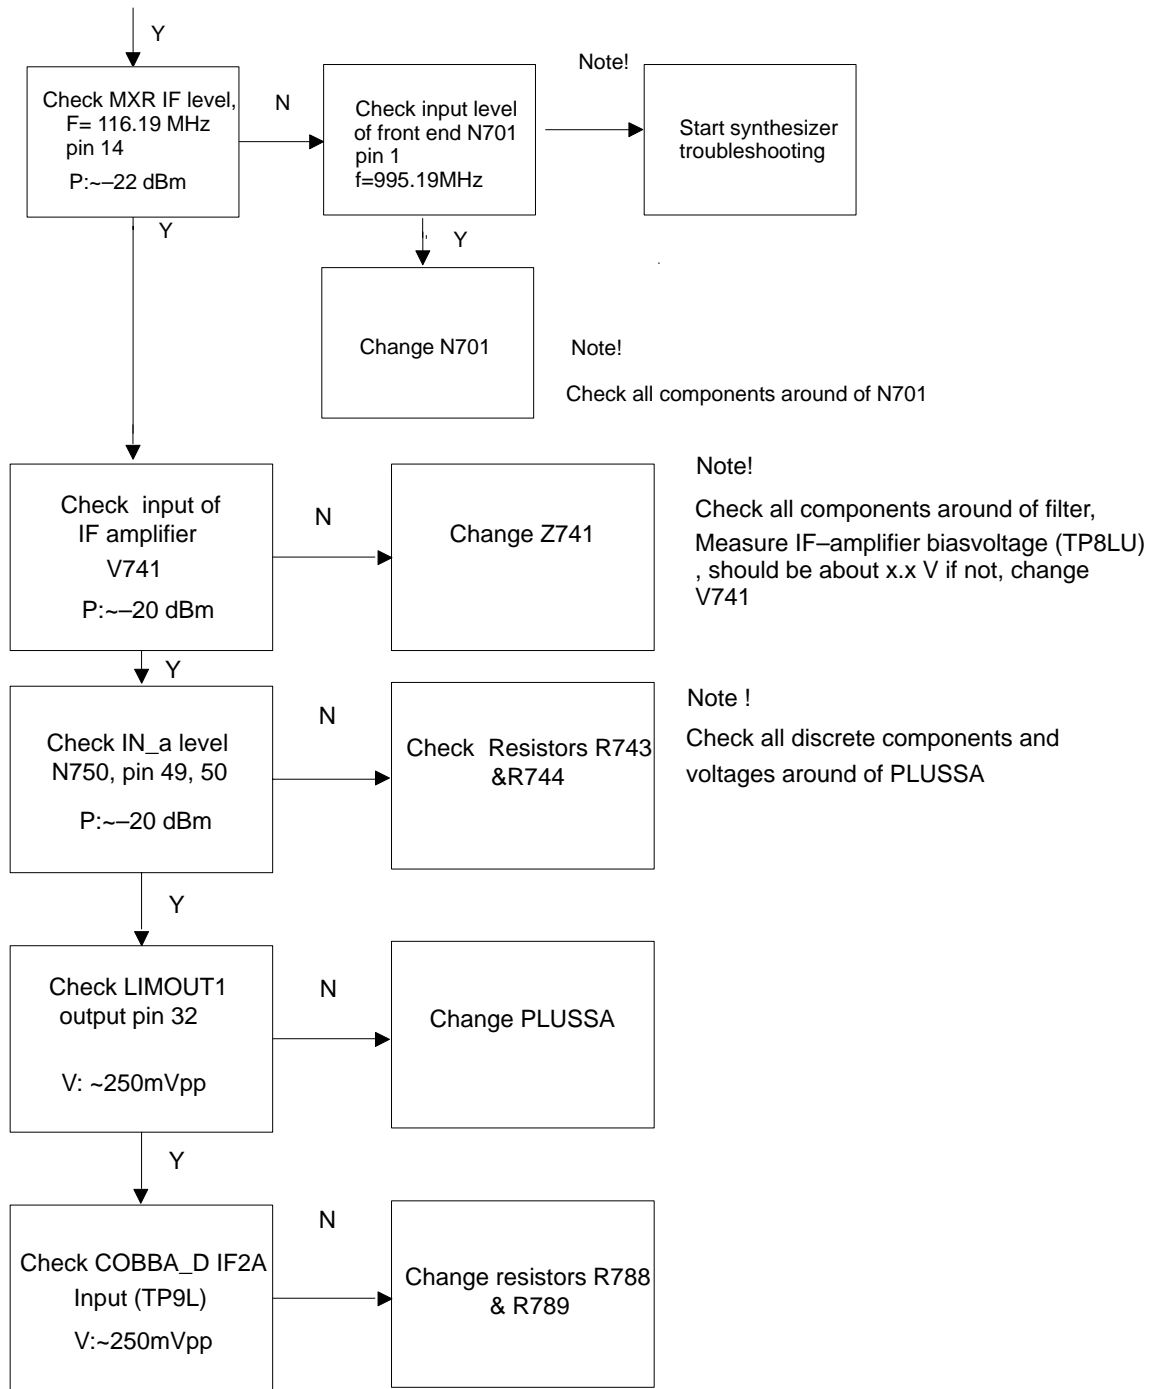 Y
Check MXR IF level,
F= 116.19 MHz
pin 14
P:~–22 dBm
N
Check input level
of front end N701
pin 1
f=995.19MHz
Note!
Start synthesizer
troubleshooting
Y
Y
Change N701
Note!
Check all components around of N701
Check input of
IF amplifier
V741
P:~–20 dBm
N
Change Z741
Note!
Check all components around of filter,
Measure IF–amplifier biasvoltage (TP8LU)
, should be about x.x V if not, change
V741
Y
Check IN_a level
N750, pin 49, 50
P:~–20 dBm
N
Check Resistors R743
&R744
Note !
Check all discrete components and
voltages around of PLUSSA
Y
Check LIMOUT1
output pin 32
V: ~250mVpp
N
Change PLUSSA
Y
Check COBBA_D IF2A
Input (TP9L)
V:~250mVpp
N
Change resistors R788
& R789